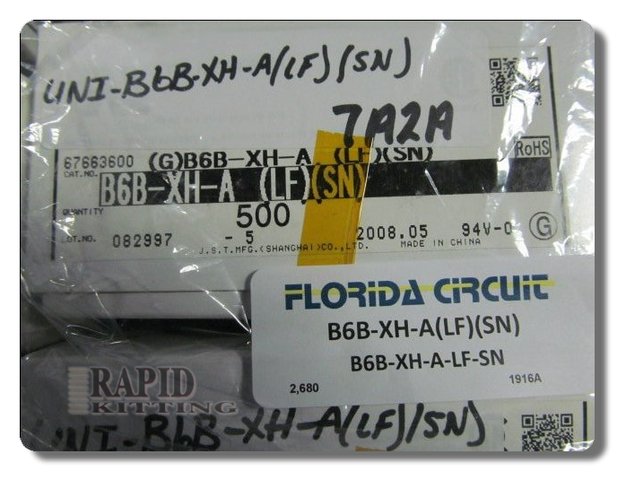 UNI-B6B-XH-A(LF)(SN)
7A2A
67663600 (G)B6B-XH-A (LF)(SN)
RoHS
CAT.NO.
B6B-XH-A (LF)(SN)
QUANTITY
500
LOT.NO. 082997 - 5 2008.05 94V-0 G
J.S.T.MFG.(SHANGHAI)CO.,LTD. MADE IN CHINA
FLORIDA CIRCUIT
B6B-XH-A(LF)(SN)
B6B-XH-A-LF-SN
2,680 1916A
RAPID
KITTING
UNI-B6B-XH-A(LF)/SN)